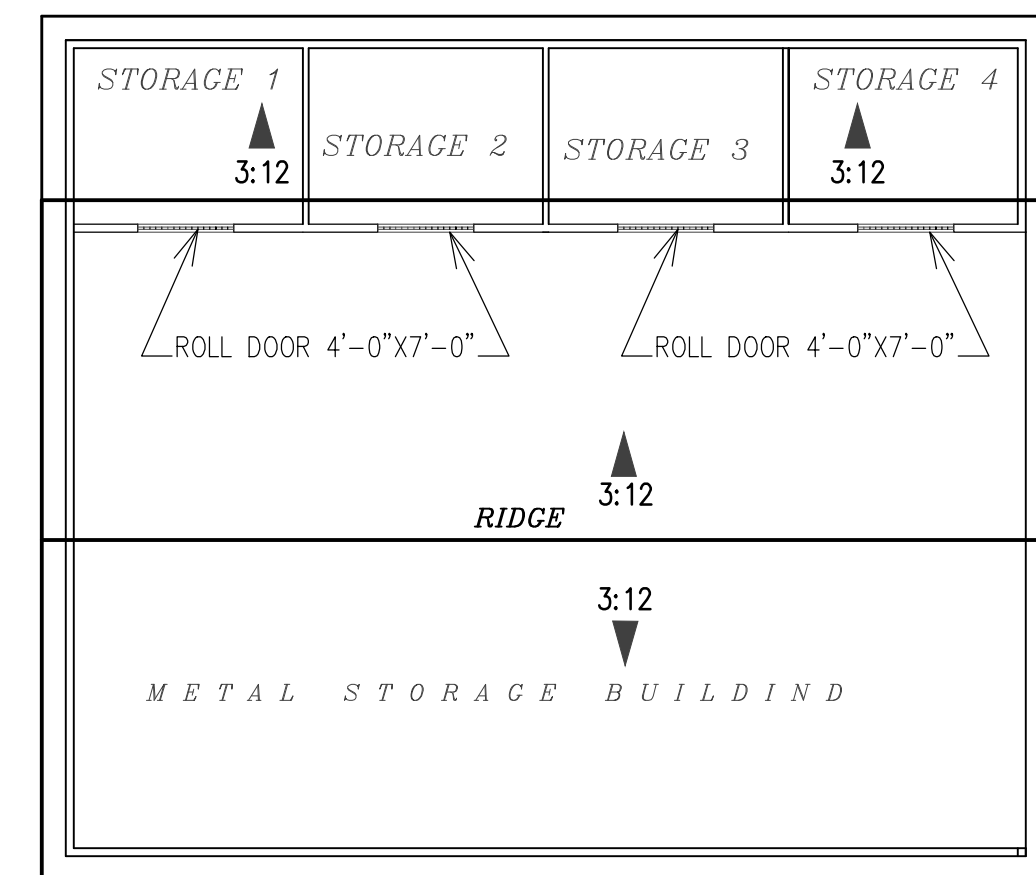 STORAGE 1
STORAGE 2
STORAGE 3
STORAGE 4
3:12
3:12
ROLL DOOR 4'-0"X7'-0"
ROLL DOOR 4'-0"X7'-0"
3:12
RIDGE
3:12
METAL STORAGE BUILDIND